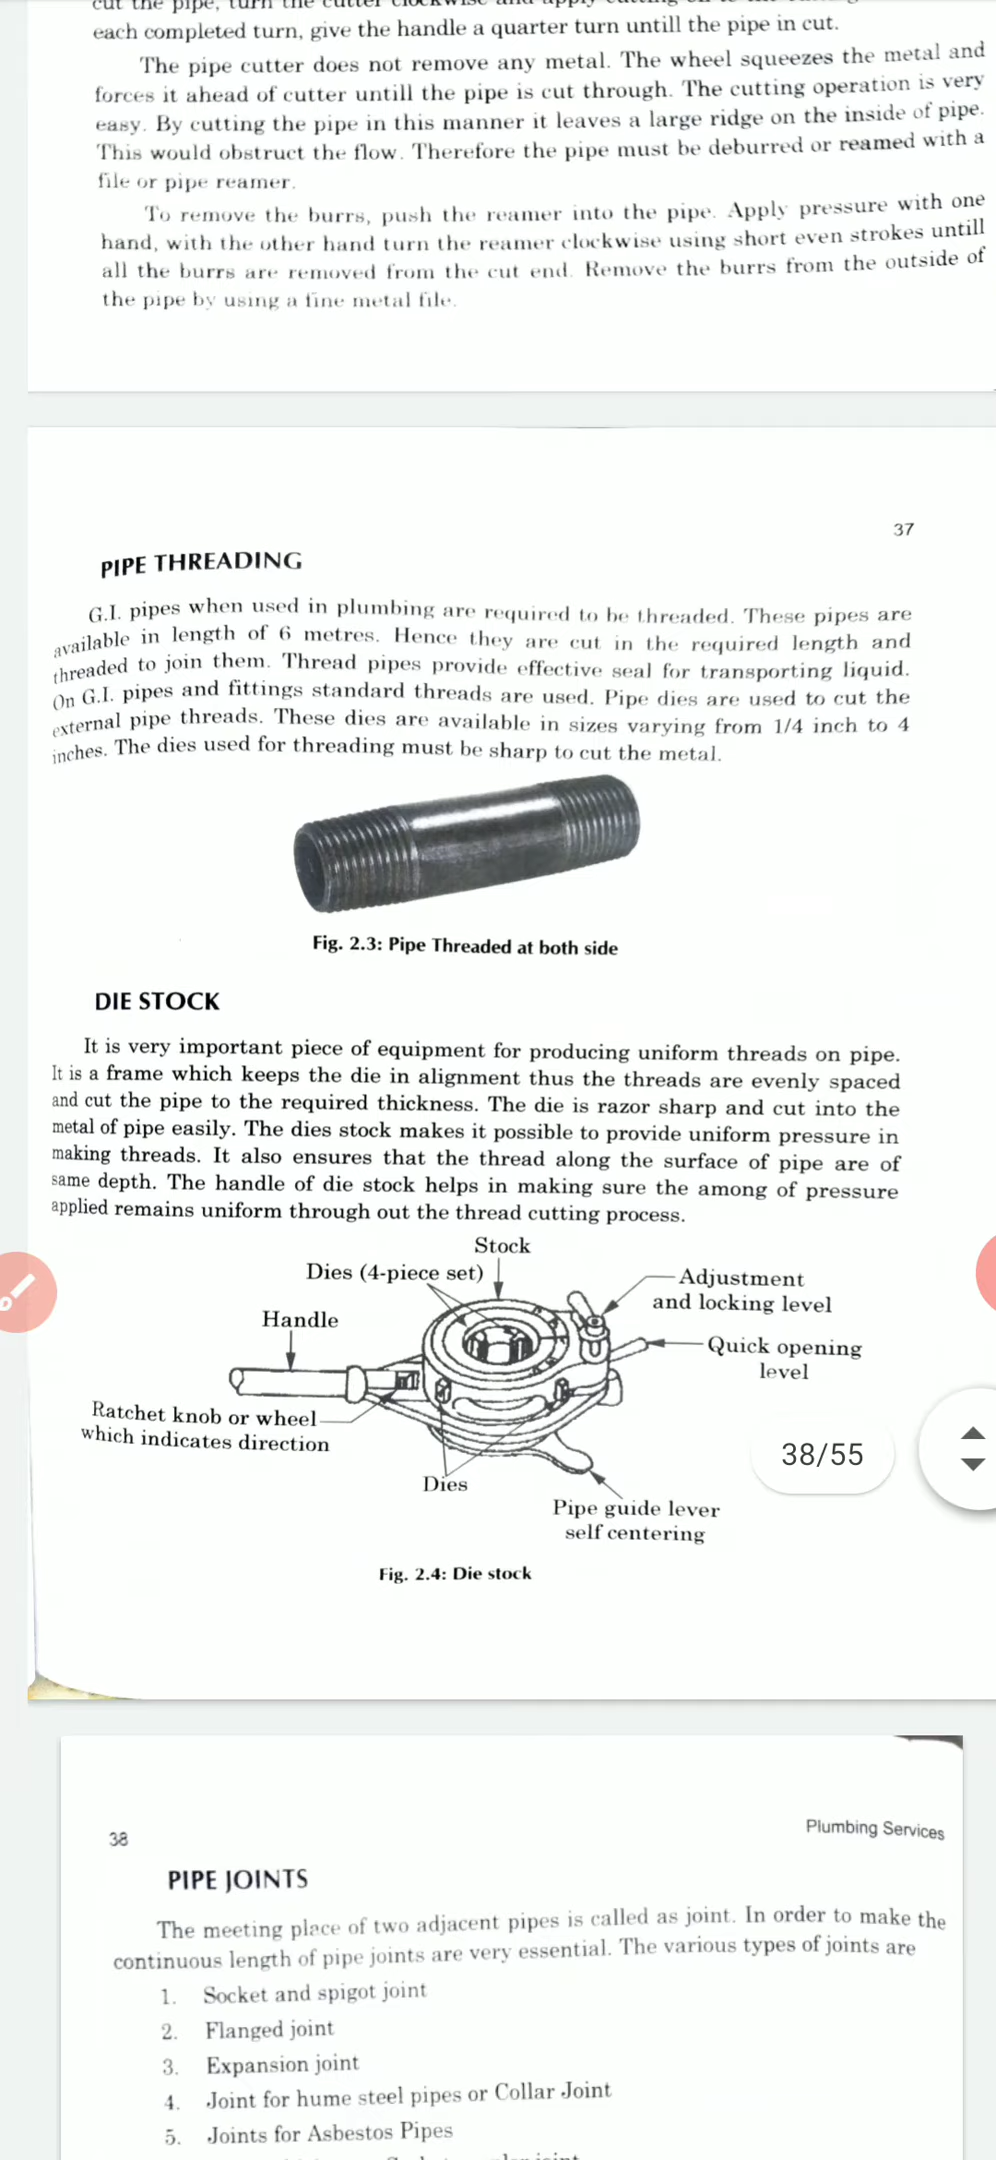 each completed turn, give the handle a quarter turn untill the pipe in cut.
The pipe cutter does not remove any metal. The wheel squeezes the metal and
forces it ahead of cutter untill the pipe is cut through. The cutting operation is very
easy. By cutting the pipe in this manner it leaves a large ridge on the inside of pipe.
This would obstruct the flow. Therefore the pipe must be deburred or reamed with a
file or pipe reamer.
To remove the burrs, push the reamer into the pipe. Apply pressure with one
hand, with the other hand turn the reamer clockwise using short even strokes untill
all the burrs are removed from the cut end. Remove the burrs from the outside of
the pipe by using a fine metal file.
37
PIPE THREADING
G.I. pipes when used in plumbing are required to be threaded. These pipes are
available in length of 6 metres. Hence they are cut in the required length and
threaded to join them. Thread pipes provide effective seal for transporting liquid.
On G.I. pipes and fittings standard threads are used. Pipe dies are used to cut the
external pipe threads. These dies are available in sizes varying from 1/4 inch to 4
inches. The dies used for threading must be sharp to cut the metal.
Fig. 2.3: Pipe Threaded at both side
DIE STOCK
It is very important piece of equipment for producing uniform threads on pipe.
It is a frame which keeps the die in alignment thus the threads are evenly spaced
and cut the pipe to the required thickness. The die is razor sharp and cut into the
metal of pipe easily. The dies stock makes it possible to provide uniform pressure in
making threads. It also ensures that the thread along the surface of pipe are of
same depth. The handle of die stock helps in making sure the among of pressure
applied remains uniform through out the thread cutting process.
Stock
Dies (4-piece set)
Adjustment
and locking level
Handle
Quick opening
level
Ratchet knob or wheel
which indicates direction
38/55
Dies
Pipe guide lever
self centering
Fig. 2.4: Die stock
38
Plumbing Services
PIPE JOINTS
The meeting place of two adjacent pipes is called as joint. In order to make the
continuous length of pipe joints are very essential. The various types of joints are
1. Socket and spigot joint
2. Flanged joint
3. Expansion joint
4. Joint for hume steel pipes or Collar Joint
5. Joints for Asbestos Pipes